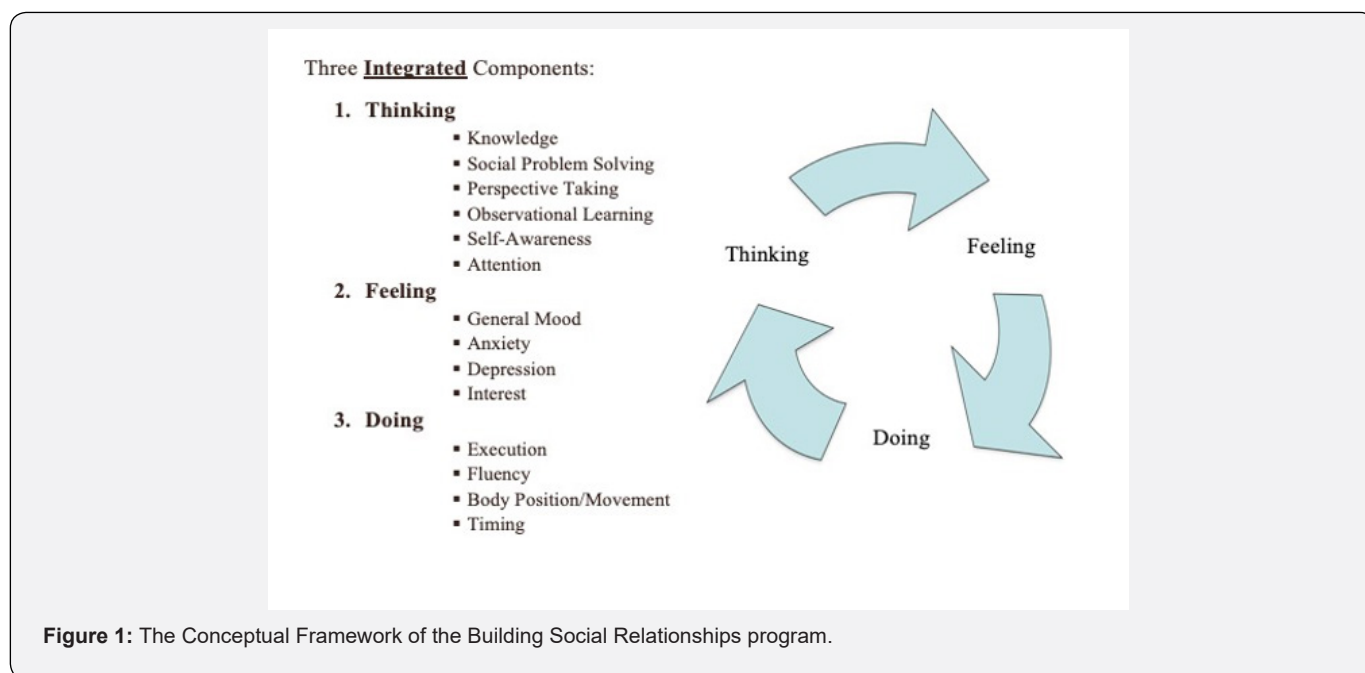 Three Integrated Components:
1. Thinking
▪ Knowledge
▪ Social Problem Solving
▪ Perspective Taking
▪ Observational Learning
▪ Self-Awareness
▪ Attention
2. Feeling
▪ General Mood
▪ Anxiety
▪ Depression
▪ Interest
3. Doing
▪ Execution
▪ Fluency
▪ Body Position/Movement
▪ Timing
Thinking
Feeling
Doing
Figure 1: The Conceptual Framework of the Building Social Relationships program.